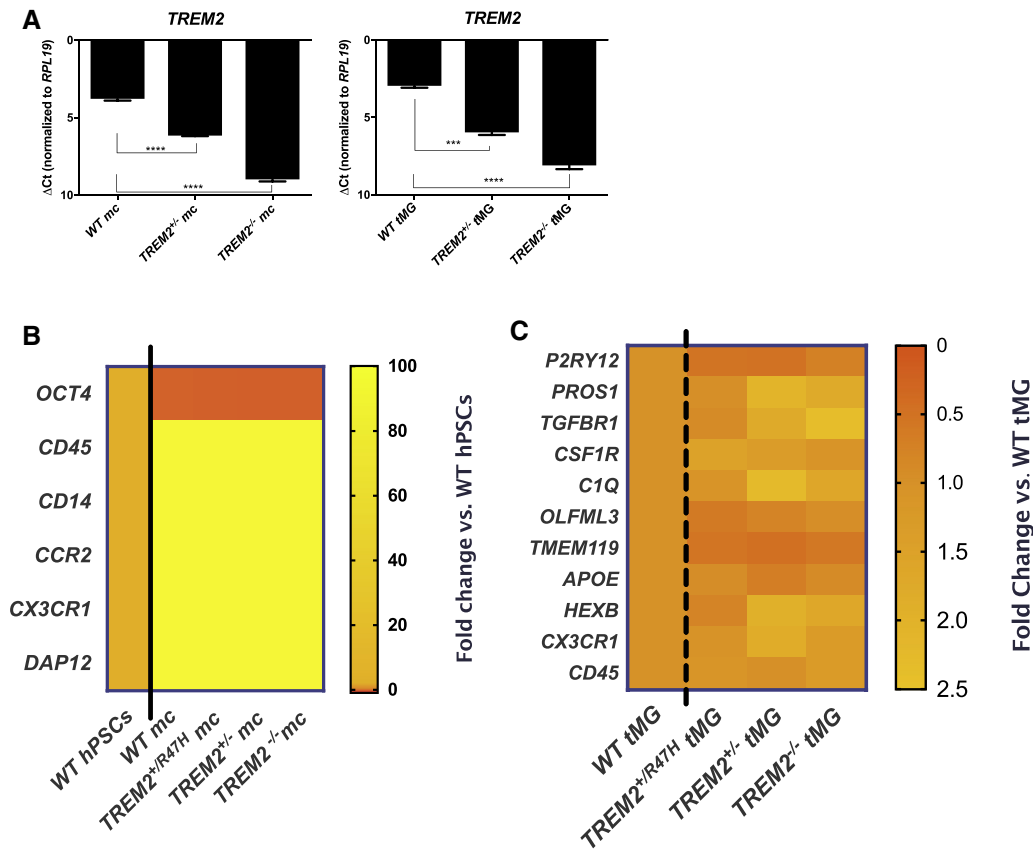 A
TREM2
0
5
10
ΔCt (normalized to RPL19)
****
****
WT mc
TREM2+/- mc
TREM2-/- mc
TREM2
0
5
10
ΔCt (normalized to RPL19)
***
****
WT tMG
TREM2+/- tMG
TREM2-/- tMG
B
OCT4
CD45
CD14
CCR2
CX3CR1
DAP12
WT hPSCs
WT mc
TREM2+/R47H mc
TREM2+/- mc
TREM2 -/- mc
100
80
60
40
20
0
Fold change vs. WT hPSCs
C
P2RY12
PROS1
TGFBR1
CSF1R
C1Q
OLFML3
TMEM119
APOE
HEXB
CX3CR1
CD45
WT tMG
TREM2+/R47H tMG
TREM2+/- tMG
TREM2-/- tMG
0
0.5
1.0
1.5
2.0
2.5
Fold Change vs. WT tMG